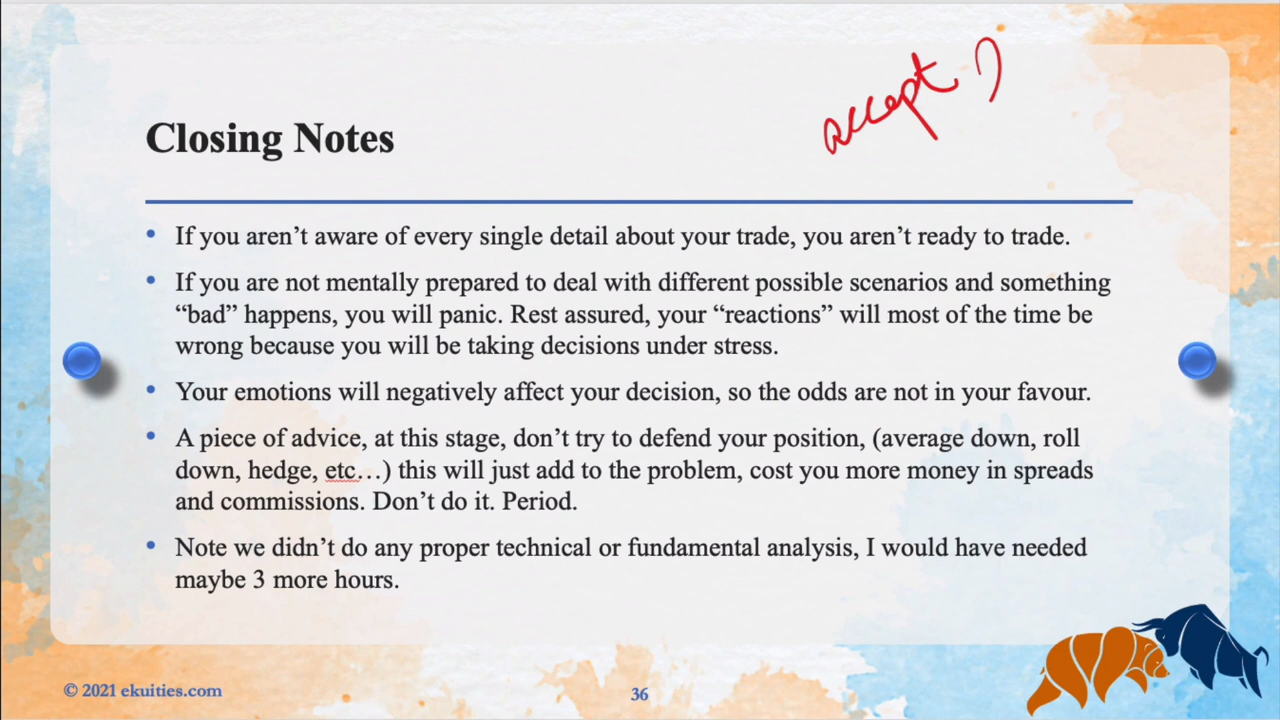 accept )
Closing Notes
• If you aren’t aware of every single detail about your trade, you aren’t ready to trade.
• If you are not mentally prepared to deal with different possible scenarios and something
“bad” happens, you will panic. Rest assured, your “reactions” will most of the time be
wrong because you will be taking decisions under stress.
• Your emotions will negatively affect your decision, so the odds are not in your favour.
• A piece of advice, at this stage, don’t try to defend your position, (average down, roll
down, hedge, etc…) this will just add to the problem, cost you more money in spreads
and commissions. Don’t do it. Period.
• Note we didn’t do any proper technical or fundamental analysis, I would have needed
maybe 3 more hours.
© 2021 ekuities.com
36